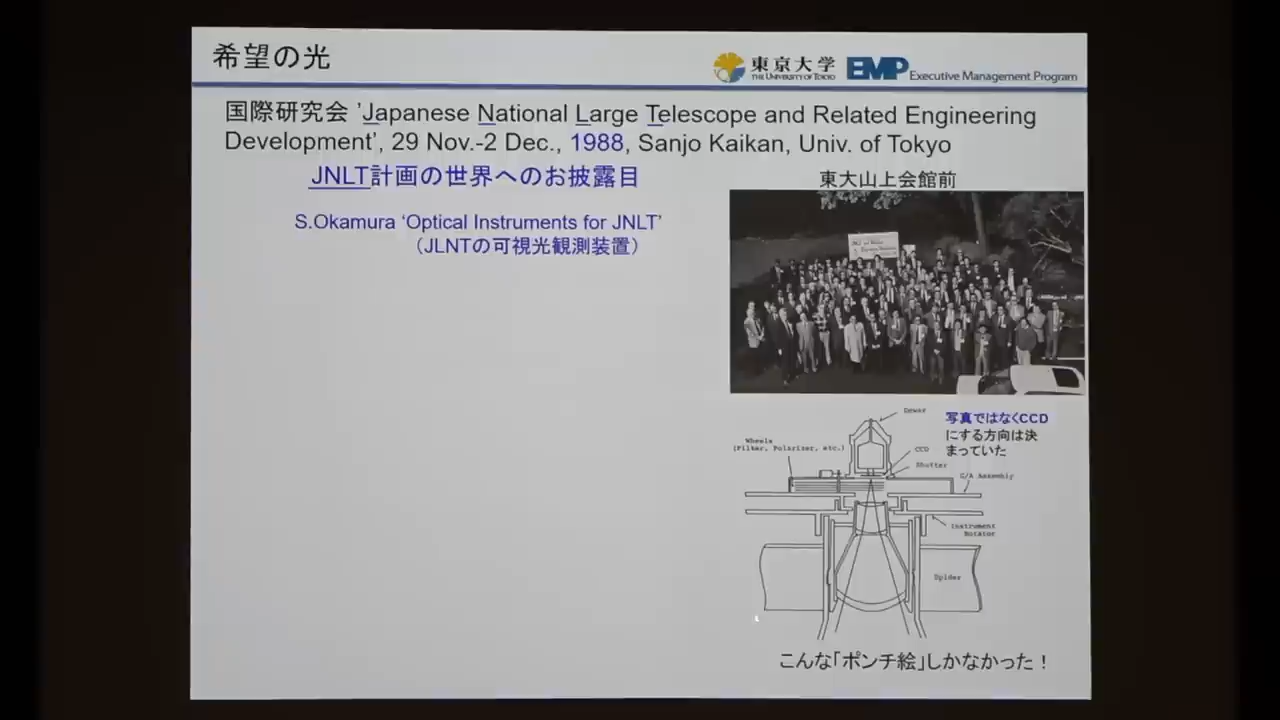 希望の光
東京大学
THE UNIVERSITY OF TOKYO
EMP Executive Management Program
国際研究会 'Japanese National Large Telescope and Related Engineering
Development', 29 Nov.-2 Dec., 1988, Sanjo Kaikan, Univ. of Tokyo
JNLT計画の世界へのお披露目
東大山上会館前
S.Okamura 'Optical Instruments for JNLT'
（JLNTの可視光観測装置）
Dewar
写真ではなくCCD
にする方向は決
まっていた
Wheels
(Filter, Polarizer, etc.)
CCD
Shutter
C/A Assembly
Instrument
Rotator
Spider
こんな「ポンチ絵」しかなかった！